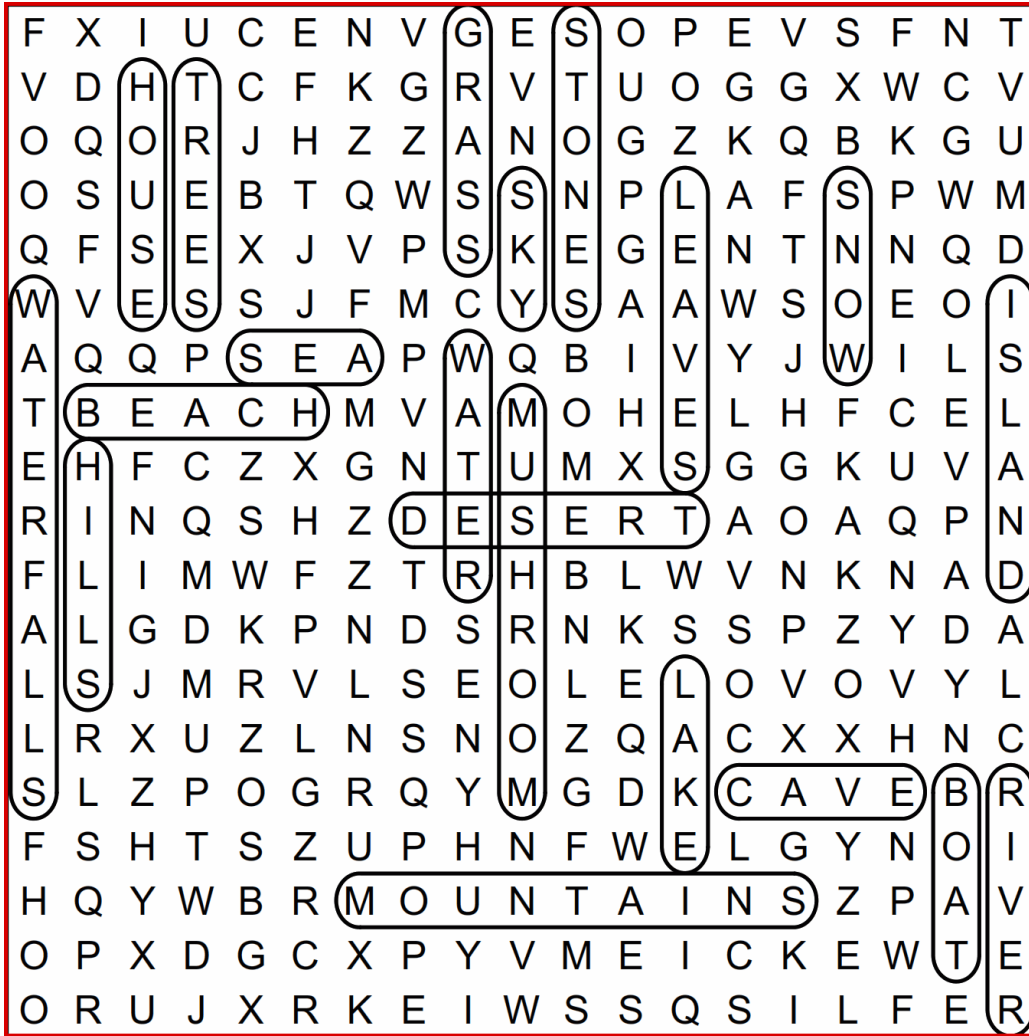 F X I U C E N V G E S O P E V S F N T
V D H T C F K G R V T U O G G X W C V
O Q O R J H Z Z A N O G Z K Q B K G U
O S U E B T Q W S S N P L A F S P W M
Q F S E X J V P S K E G E N T N N Q D
W V E S S J F M C Y S A A W S O E O I
A Q Q P S E A P W Q B I V Y J W I L S
T B E A C H M V A M O H E L H F C E L
E H F C Z X G N T U M X S G G K U V A
R I N Q S H Z D E S E R T A O A Q P N
F L I M W F Z T R H B L W V N K N A D
A L G D K P N D S R N K S S P Z Y D A
L S J M R V L S E O L E L O V O V Y L
L R X U Z L N S N O Z Q A C X X H N C
S L Z P O G R Q Y M G D K C A V E B R
F S H T S Z U P H N F W E L G Y N O I
H Q Y W B R M O U N T A I N S Z P A V
O P X D G C X P Y V M E I C K E W T E
O R U J X R K E I W S S Q S I L F E R